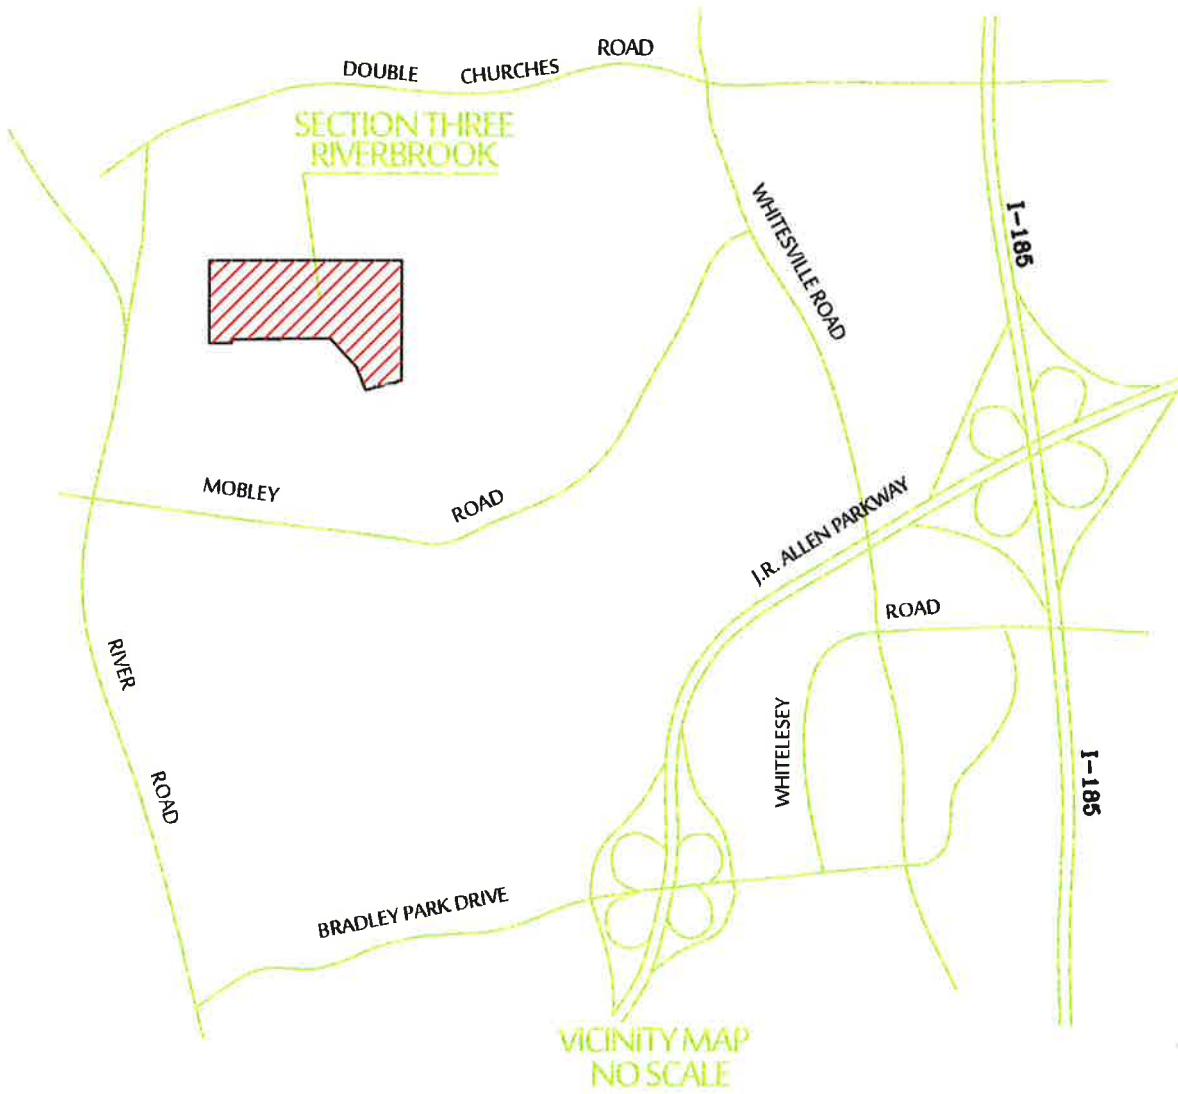 DOUBLE CHURCHES ROAD
SECTION THREE
RIVERBROOK
WHITESVILLE ROAD
I-185
MOBLEY ROAD
J.R. ALLEN PARKWAY
ROAD
RIVER ROAD
WHITELESEY
I-185
BRADLEY PARK DRIVE
VICINITY MAP
NO SCALE